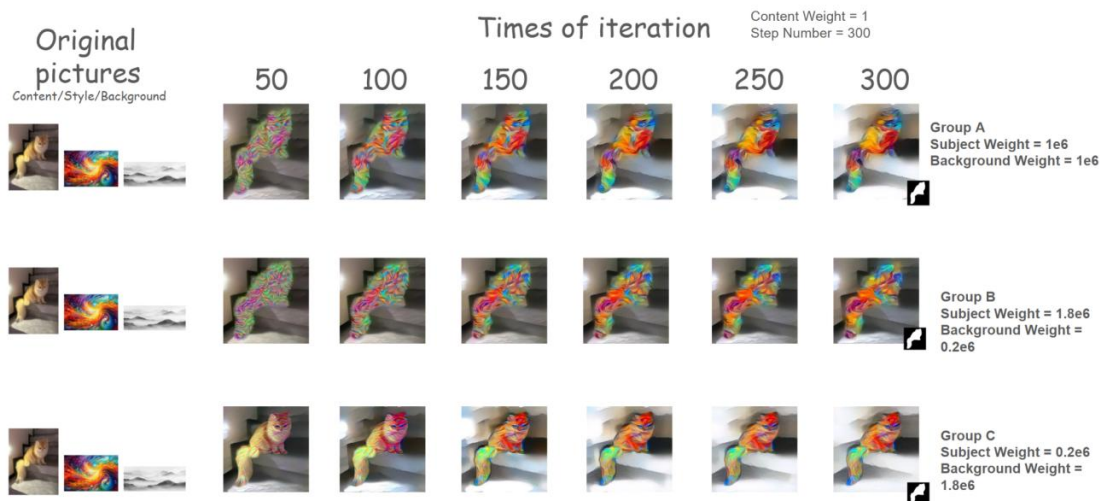 Original
pictures
Content/Style/Background
Times of iteration
Content Weight = 1
Step Number = 300
50
100
150
200
250
300
Group A
Subject Weight = 1e6
Background Weight = 1e6
Group B
Subject Weight = 1.8e6
Background Weight =
0.2e6
Group C
Subject Weight = 0.2e6
Background Weight =
1.8e6